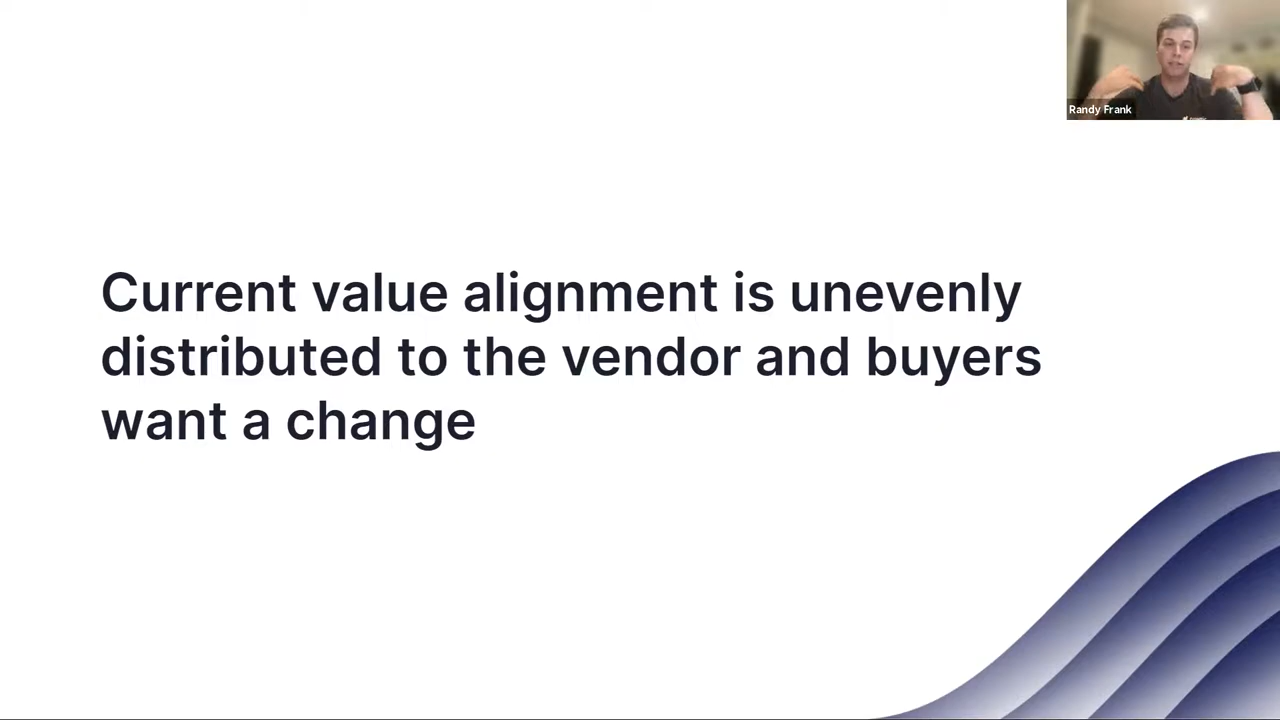 Randy Frank
Current value alignment is unevenly
distributed to the vendor and buyers
want a change